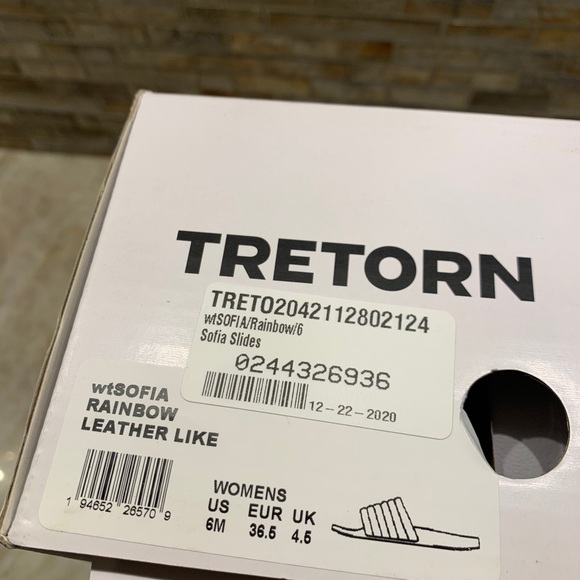 TRETORN
TRETO2042112802124
wtSOFIA/Rainbow/6
Sofia Slides
0244326936
12-22-2020
wtSOFIA
RAINBOW
LEATHER LIKE
1 94652 26570 9
WOMENS
US EUR UK
6M 36.5 4.5